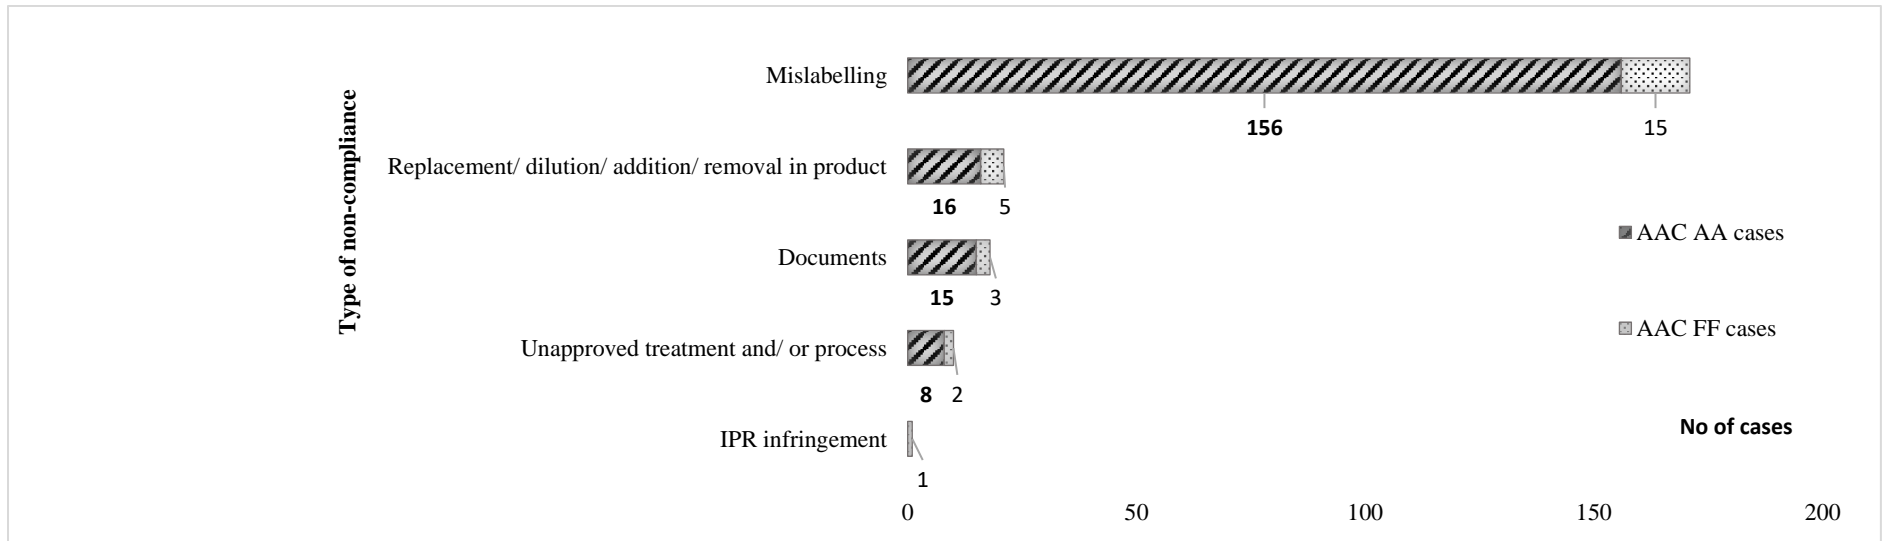 Type of non-compliance
Mislabelling
156
15
Replacement/ dilution/ addition/ removal in product
16
5
Documents
15
3
Unapproved treatment and/ or process
8
2
IPR infringement
1
0
50
100
150
200
AAC AA cases
AAC FF cases
No of cases